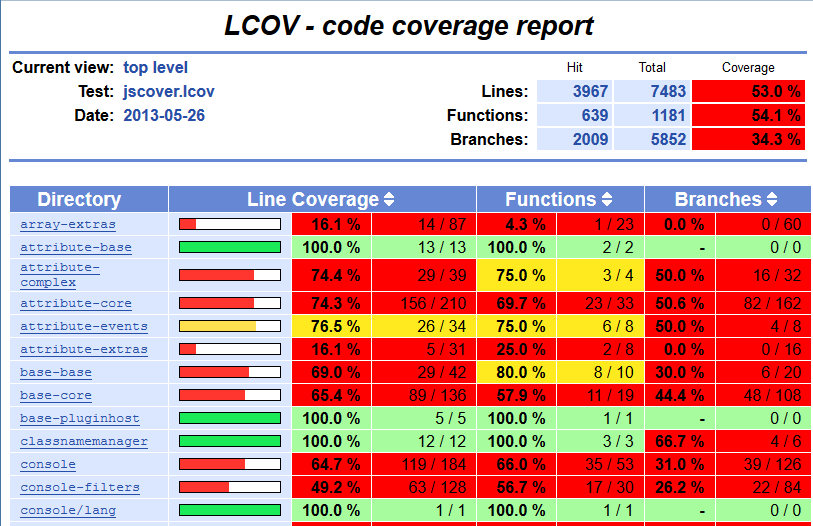 LCOV - code coverage report
Current view: top level
Test: jscover.lcov
Date: 2013-05-26
Hit Total Coverage
Lines: 3967 7483 53.0 %
Functions: 639 1181 54.1 %
Branches: 2009 5852 34.3 %
Directory Line Coverage Functions Branches
array-extras 16.1 % 14 / 87 4.3 % 1 / 23 0.0 % 0 / 60
attribute-base 100.0 % 13 / 13 100.0 % 2 / 2 - 0 / 0
attribute-
complex 74.4 % 29 / 39 75.0 % 3 / 4 50.0 % 16 / 32
attribute-core 74.3 % 156 / 210 69.7 % 23 / 33 50.6 % 82 / 162
attribute-events 76.5 % 26 / 34 75.0 % 6 / 8 50.0 % 4 / 8
attribute-extras 16.1 % 5 / 31 25.0 % 2 / 8 0.0 % 0 / 16
base-base 69.0 % 29 / 42 80.0 % 8 / 10 30.0 % 6 / 20
base-core 65.4 % 89 / 136 57.9 % 11 / 19 44.4 % 48 / 108
base-pluginhost 100.0 % 5 / 5 100.0 % 1 / 1 - 0 / 0
classnamemanager 100.0 % 12 / 12 100.0 % 3 / 3 66.7 % 4 / 6
console 64.7 % 119 / 184 66.0 % 35 / 53 31.0 % 39 / 126
console-filters 49.2 % 63 / 128 56.7 % 17 / 30 26.2 % 22 / 84
console/lang 100.0 % 1 / 1 100.0 % 1 / 1 - 0 / 0